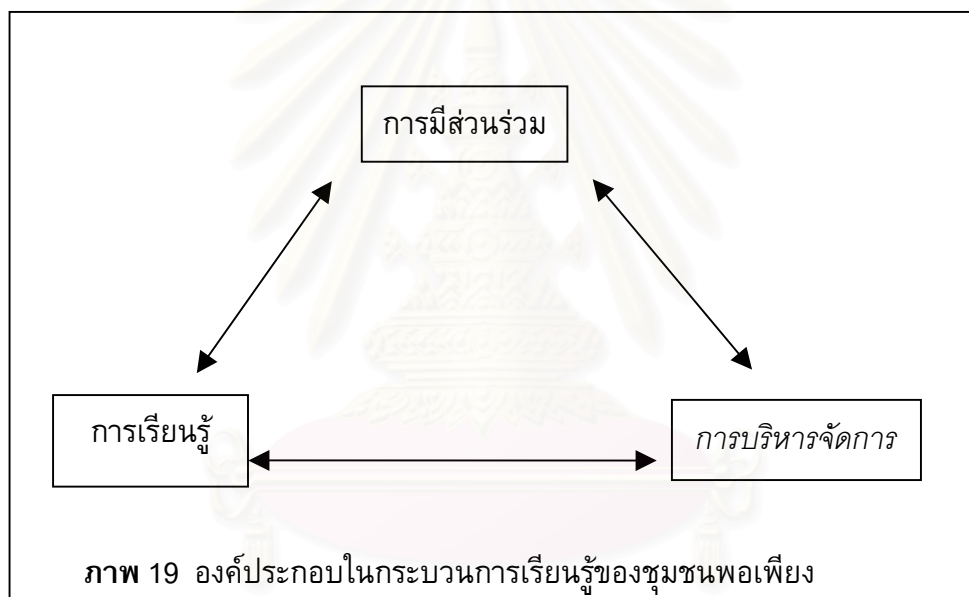 การมีส่วนร่วม
การเรียนรู้
การบริหารจัดการ
ภาพ 19 องค์ประกอบในกระบวนการเรียนรู้ของชุมชนพอเพียง